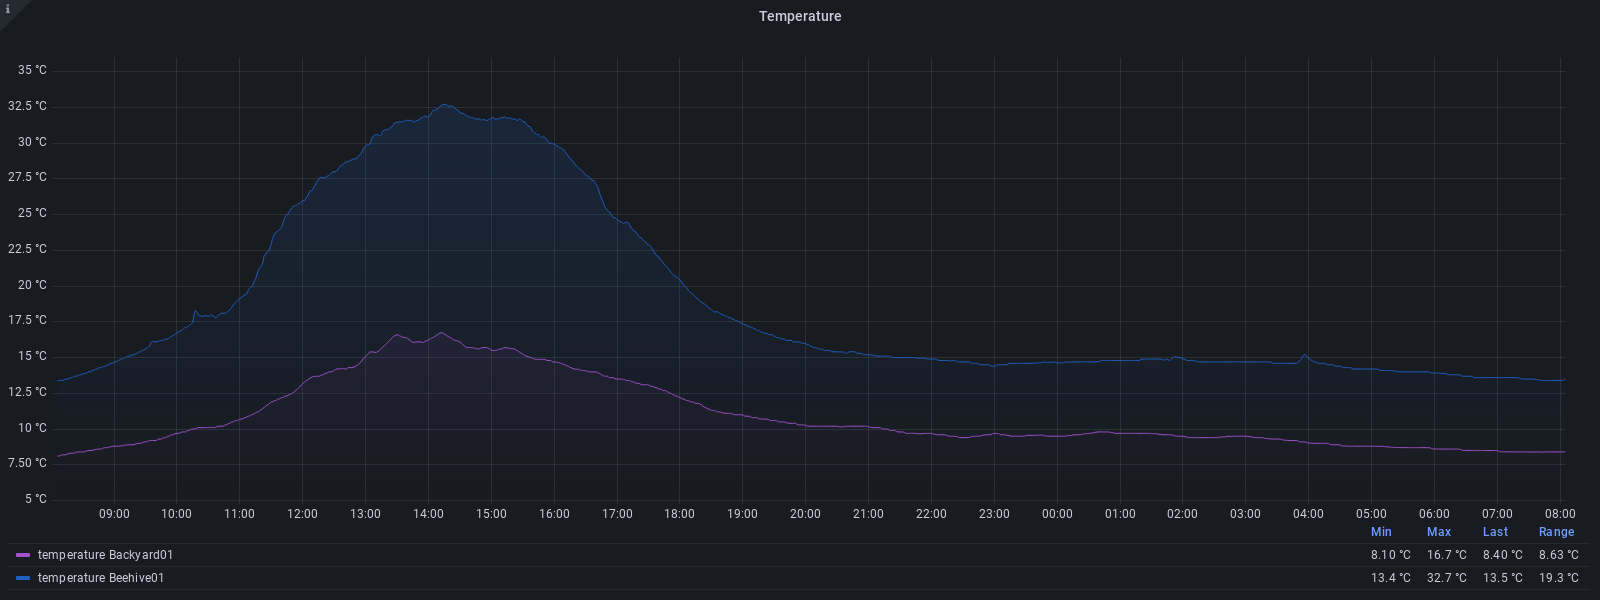 i
Temperature
35 °C
32.5 °C
30 °C
27.5 °C
25 °C
22.5 °C
20 °C
17.5 °C
15 °C
12.5 °C
10 °C
7.50 °C
5 °C
09:00 10:00 11:00 12:00 13:00 14:00 15:00 16:00 17:00 18:00 19:00 20:00 21:00 22:00 23:00 00:00 01:00 02:00 03:00 04:00 05:00 06:00 07:00 08:00
Min Max Last Range
temperature Backyard01 8.10 °C 16.7 °C 8.40 °C 8.63 °C
temperature Beehive01 13.4 °C 32.7 °C 13.5 °C 19.3 °C